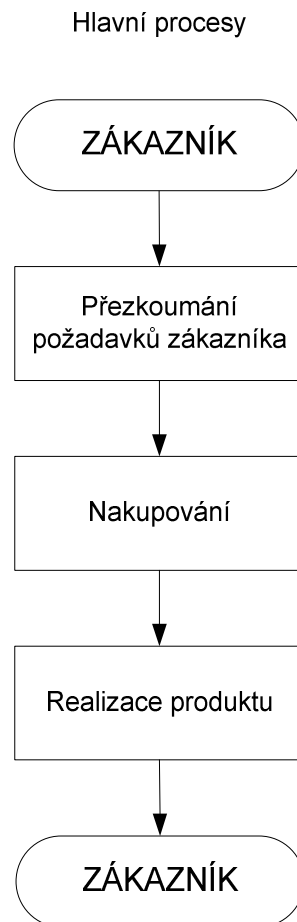 Hlavní procesy
ZÁKAZNÍK
Přezkoumání
požadavků zákazníka
Nakupování
Realizace produktu
ZÁKAZNÍK